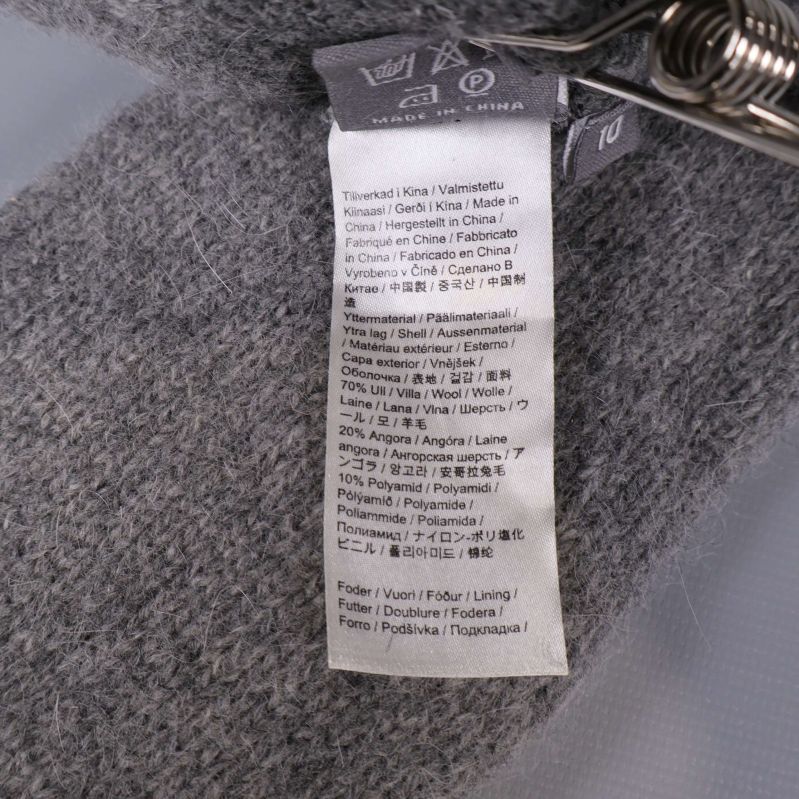 P
MADE IN CHINA
10
Tillverkad i Kina / Valmistettu
Kiinaasi / Gerði í Kína / Made in
China / Hergestellt in China /
Fabriqué en Chine / Fabbricato
in China / Fabricado en China /
Vyrobeno v Číně / Сделано В
Китае / 中国製 / 중국산 / 中国制
造
Yttermaterial / Päälimateriaali /
Ytra lag / Shell / Aussenmaterial
/ Matériau extérieur / Esterno /
Capa exterior / Vnějšek /
Оболочка / 表地 / 겉감 / 面料
70% Ull / Villa / Wool / Wolle /
Laine / Lana / Vlna / Шерсть / ウ
ール / 모 / 羊毛
20% Angora / Angóra / Laine
angora / Ангорская шерсть / ア
ンゴラ / 앙고라 / 安哥拉兔毛
10% Polyamid / Polyamidi /
Pólýamíð / Polyamide /
Poliammide / Poliamida /
Полиамид / ナイロン-ポリ塩化
ビニル / 폴리아미드 / 锦纶
Foder / Vuori / Fóður / Lining /
Futter / Doublure / Fodera /
Forro / Podšívka / Подкладка /